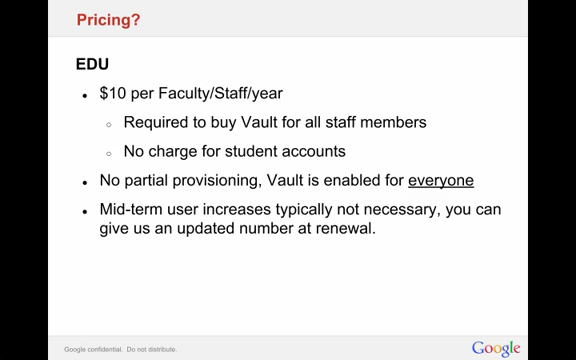 Pricing?
EDU
• $10 per Faculty/Staff/year
○ Required to buy Vault for all staff members
○ No charge for student accounts
• No partial provisioning, Vault is enabled for everyone
• Mid-term user increases typically not necessary, you can
give us an updated number at renewal.
Google confidential. Do not distribute.
Google